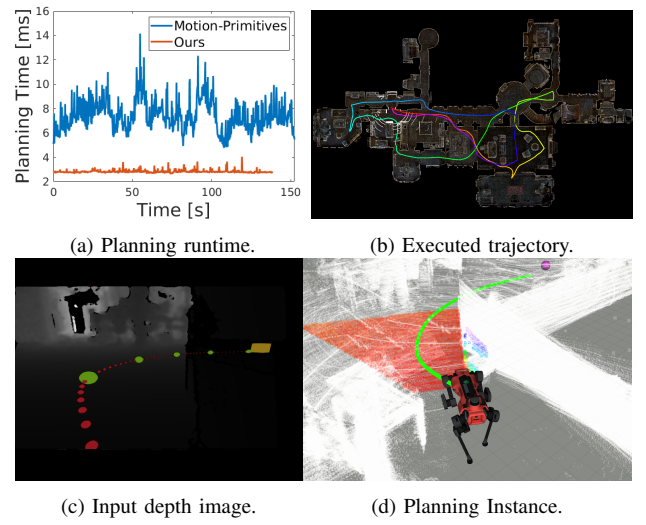 Planning Time [ms]
16
14
12
10
8
6
4
2
Motion-Primitives
Ours
0
50
100
150
Time [s]
(a) Planning runtime.
(b) Executed trajectory.
(c) Input depth image.
(d) Planning Instance.